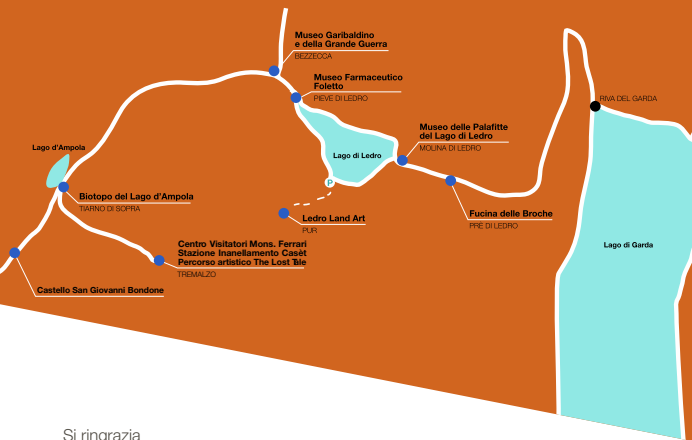 Museo Garibaldino
e della Grande Guerra
BEZZECCA
Museo Farmaceutico
Foletto
PIEVE DI LEDRO
RIVA DEL GARDA
Museo delle Palafitte
del Lago di Ledro
MOLINA DI LEDRO
Lago d'Ampola
Lago di Ledro
P
Biotopo del Lago d'Ampola
TIARNO DI SOPRA
Ledro Land Art
PUR
Fucina delle Broche
PRÈ DI LEDRO
Lago di Garda
Centro Visitatori Mons. Ferrari
Stazione Inanellamento Casèt
Percorso artistico The Lost Tale
TREMALZO
Castello San Giovanni Bondone
Si ringrazia